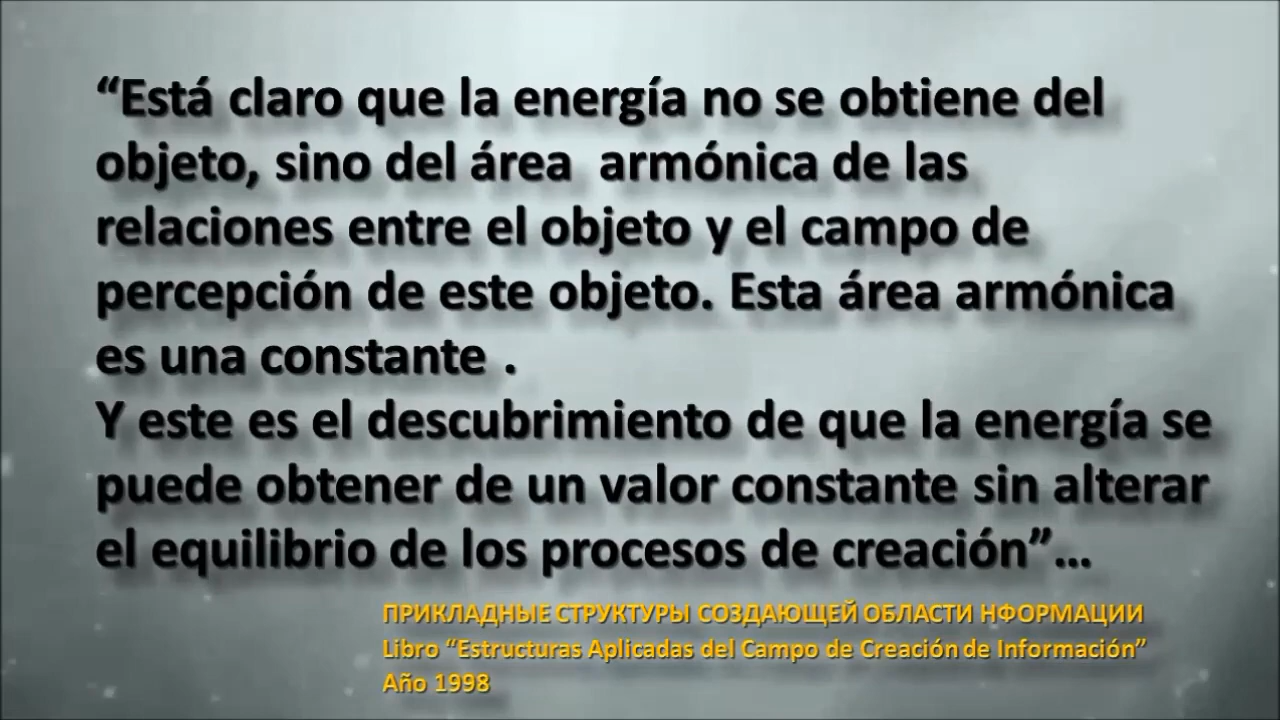 “Está claro que la energía no se obtiene del
objeto, sino del área armónica de las
relaciones entre el objeto y el campo de
percepción de este objeto. Esta área armónica
es una constante .
Y este es el descubrimiento de que la energía se
puede obtener de un valor constante sin alterar
el equilibrio de los procesos de creación”…
ПРИКЛАДНЫЕ СТРУКТУРЫ СОЗДАЮЩЕЙ ОБЛАСТИ НФОРМАЦИИ
Libro “Estructuras Aplicadas del Campo de Creación de Información”
Año 1998